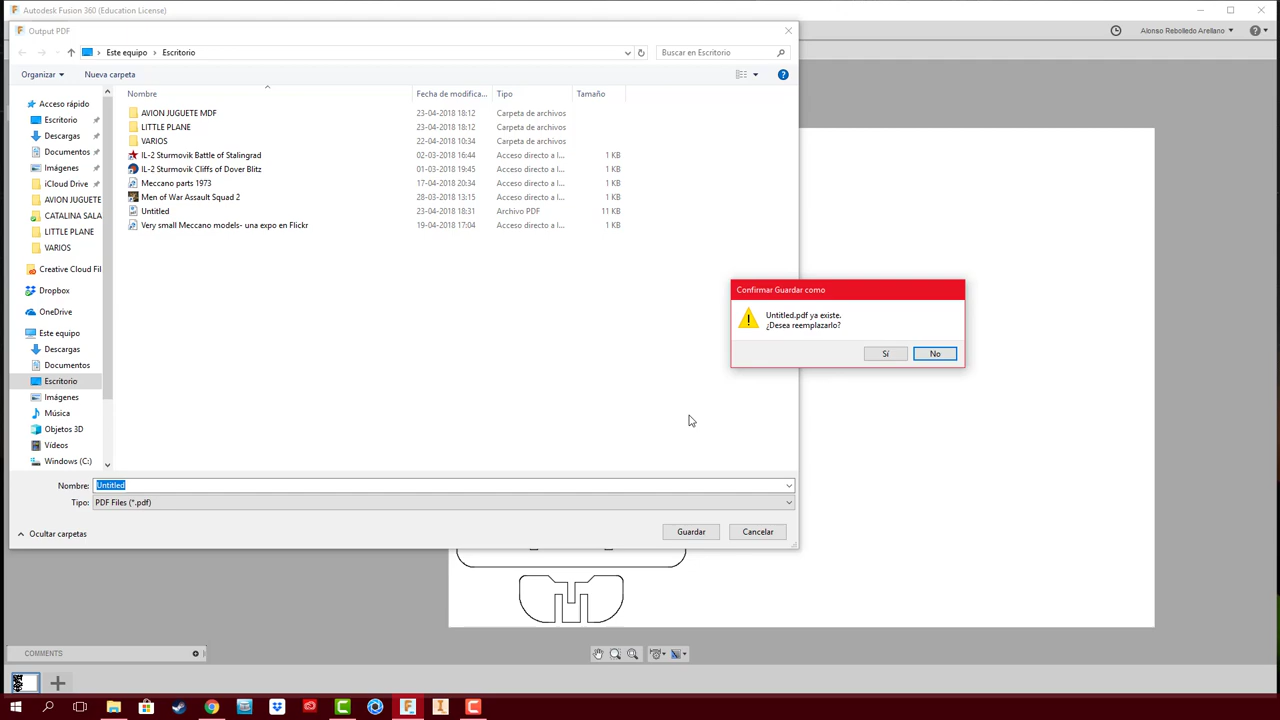 Autodesk Fusion 360 (Education License)
Output PDF
Alonso Rebolledo Arellano
Este equipo > Escritorio
Buscar en Escritorio
Organizar
Nueva carpeta
Nombre
Fecha de modifica...
Tipo
Tamaño
Acceso rápido
Escritorio
Descargas
Documentos
Imágenes
iCloud Drive
AVION JUGUETE
CATALINA SALA
LITTLE PLANE
VARIOS
Creative Cloud Fil
Dropbox
OneDrive
Este equipo
Descargas
Documentos
Escritorio
Imágenes
Música
Objetos 3D
Vídeos
Windows (C:)
AVION JUGUETE MDF 23-04-2018 18:12 Carpeta de archivos
LITTLE PLANE 23-04-2018 18:12 Carpeta de archivos
VARIOS 22-04-2018 10:34 Carpeta de archivos
IL-2 Sturmovik Battle of Stalingrad 02-03-2018 16:44 Acceso directo a I... 1 KB
IL-2 Sturmovik Cliffs of Dover Blitz 01-03-2018 19:45 Acceso directo a I... 1 KB
Meccano parts 1973 17-04-2018 20:34 Acceso directo a I... 1 KB
Men of War Assault Squad 2 28-03-2018 13:15 Acceso directo a I... 1 KB
Untitled 23-04-2018 18:31 Archivo PDF 11 KB
Very small Meccano models- una expo en Flickr 19-04-2018 17:04 Acceso directo a I... 1 KB
Confirmar Guardar como
Untitled.pdf ya existe.
¿Desea reemplazarlo?
Sí
No
Nombre: Untitled
Tipo: PDF Files (*.pdf)
Ocultar carpetas
Guardar
Cancelar
COMMENTS